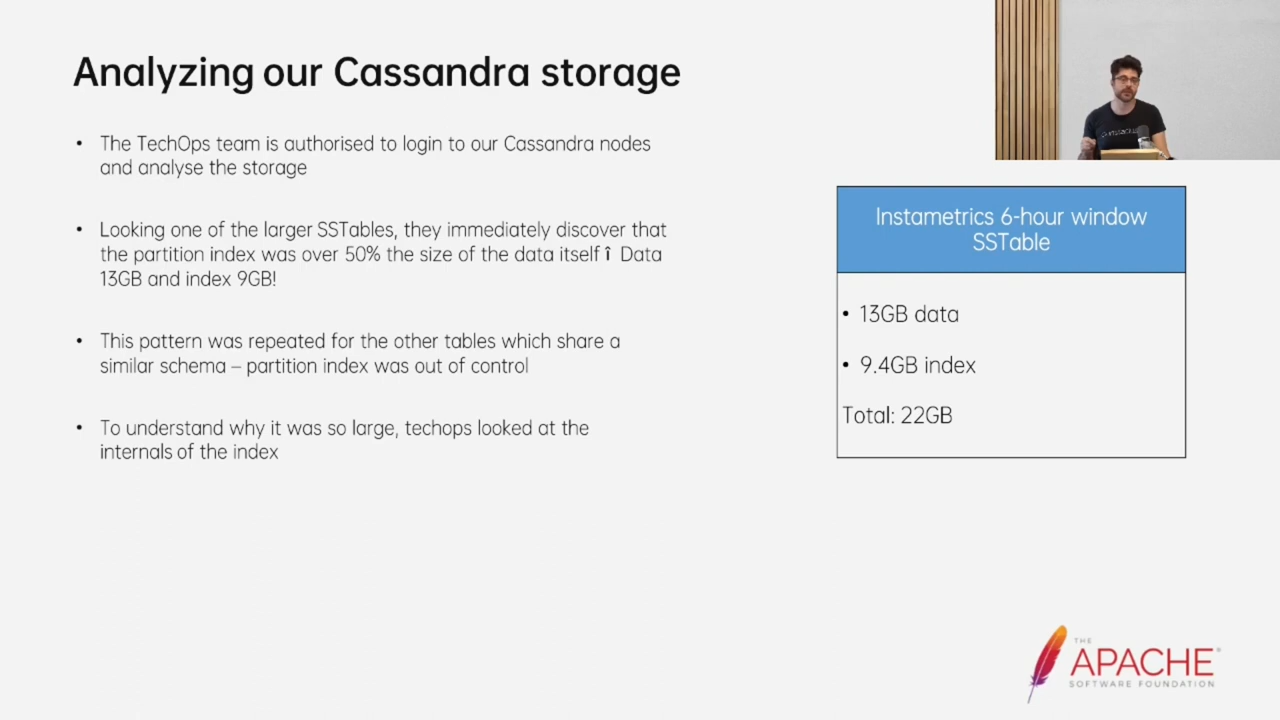 Analyzing our Cassandra storage
• The TechOps team is authorised to login to our Cassandra nodes
and analyse the storage
• Looking one of the larger SSTables, they immediately discover that
the partition index was over 50% the size of the data itself î Data
13GB and index 9GB!
• This pattern was repeated for the other tables which share a
similar schema – partition index was out of control
• To understand why it was so large, techops looked at the
internals of the index
Instametrics 6-hour window
SSTable
• 13GB data
• 9.4GB index
Total: 22GB
THE
APACHE®
SOFTWARE FOUNDATION